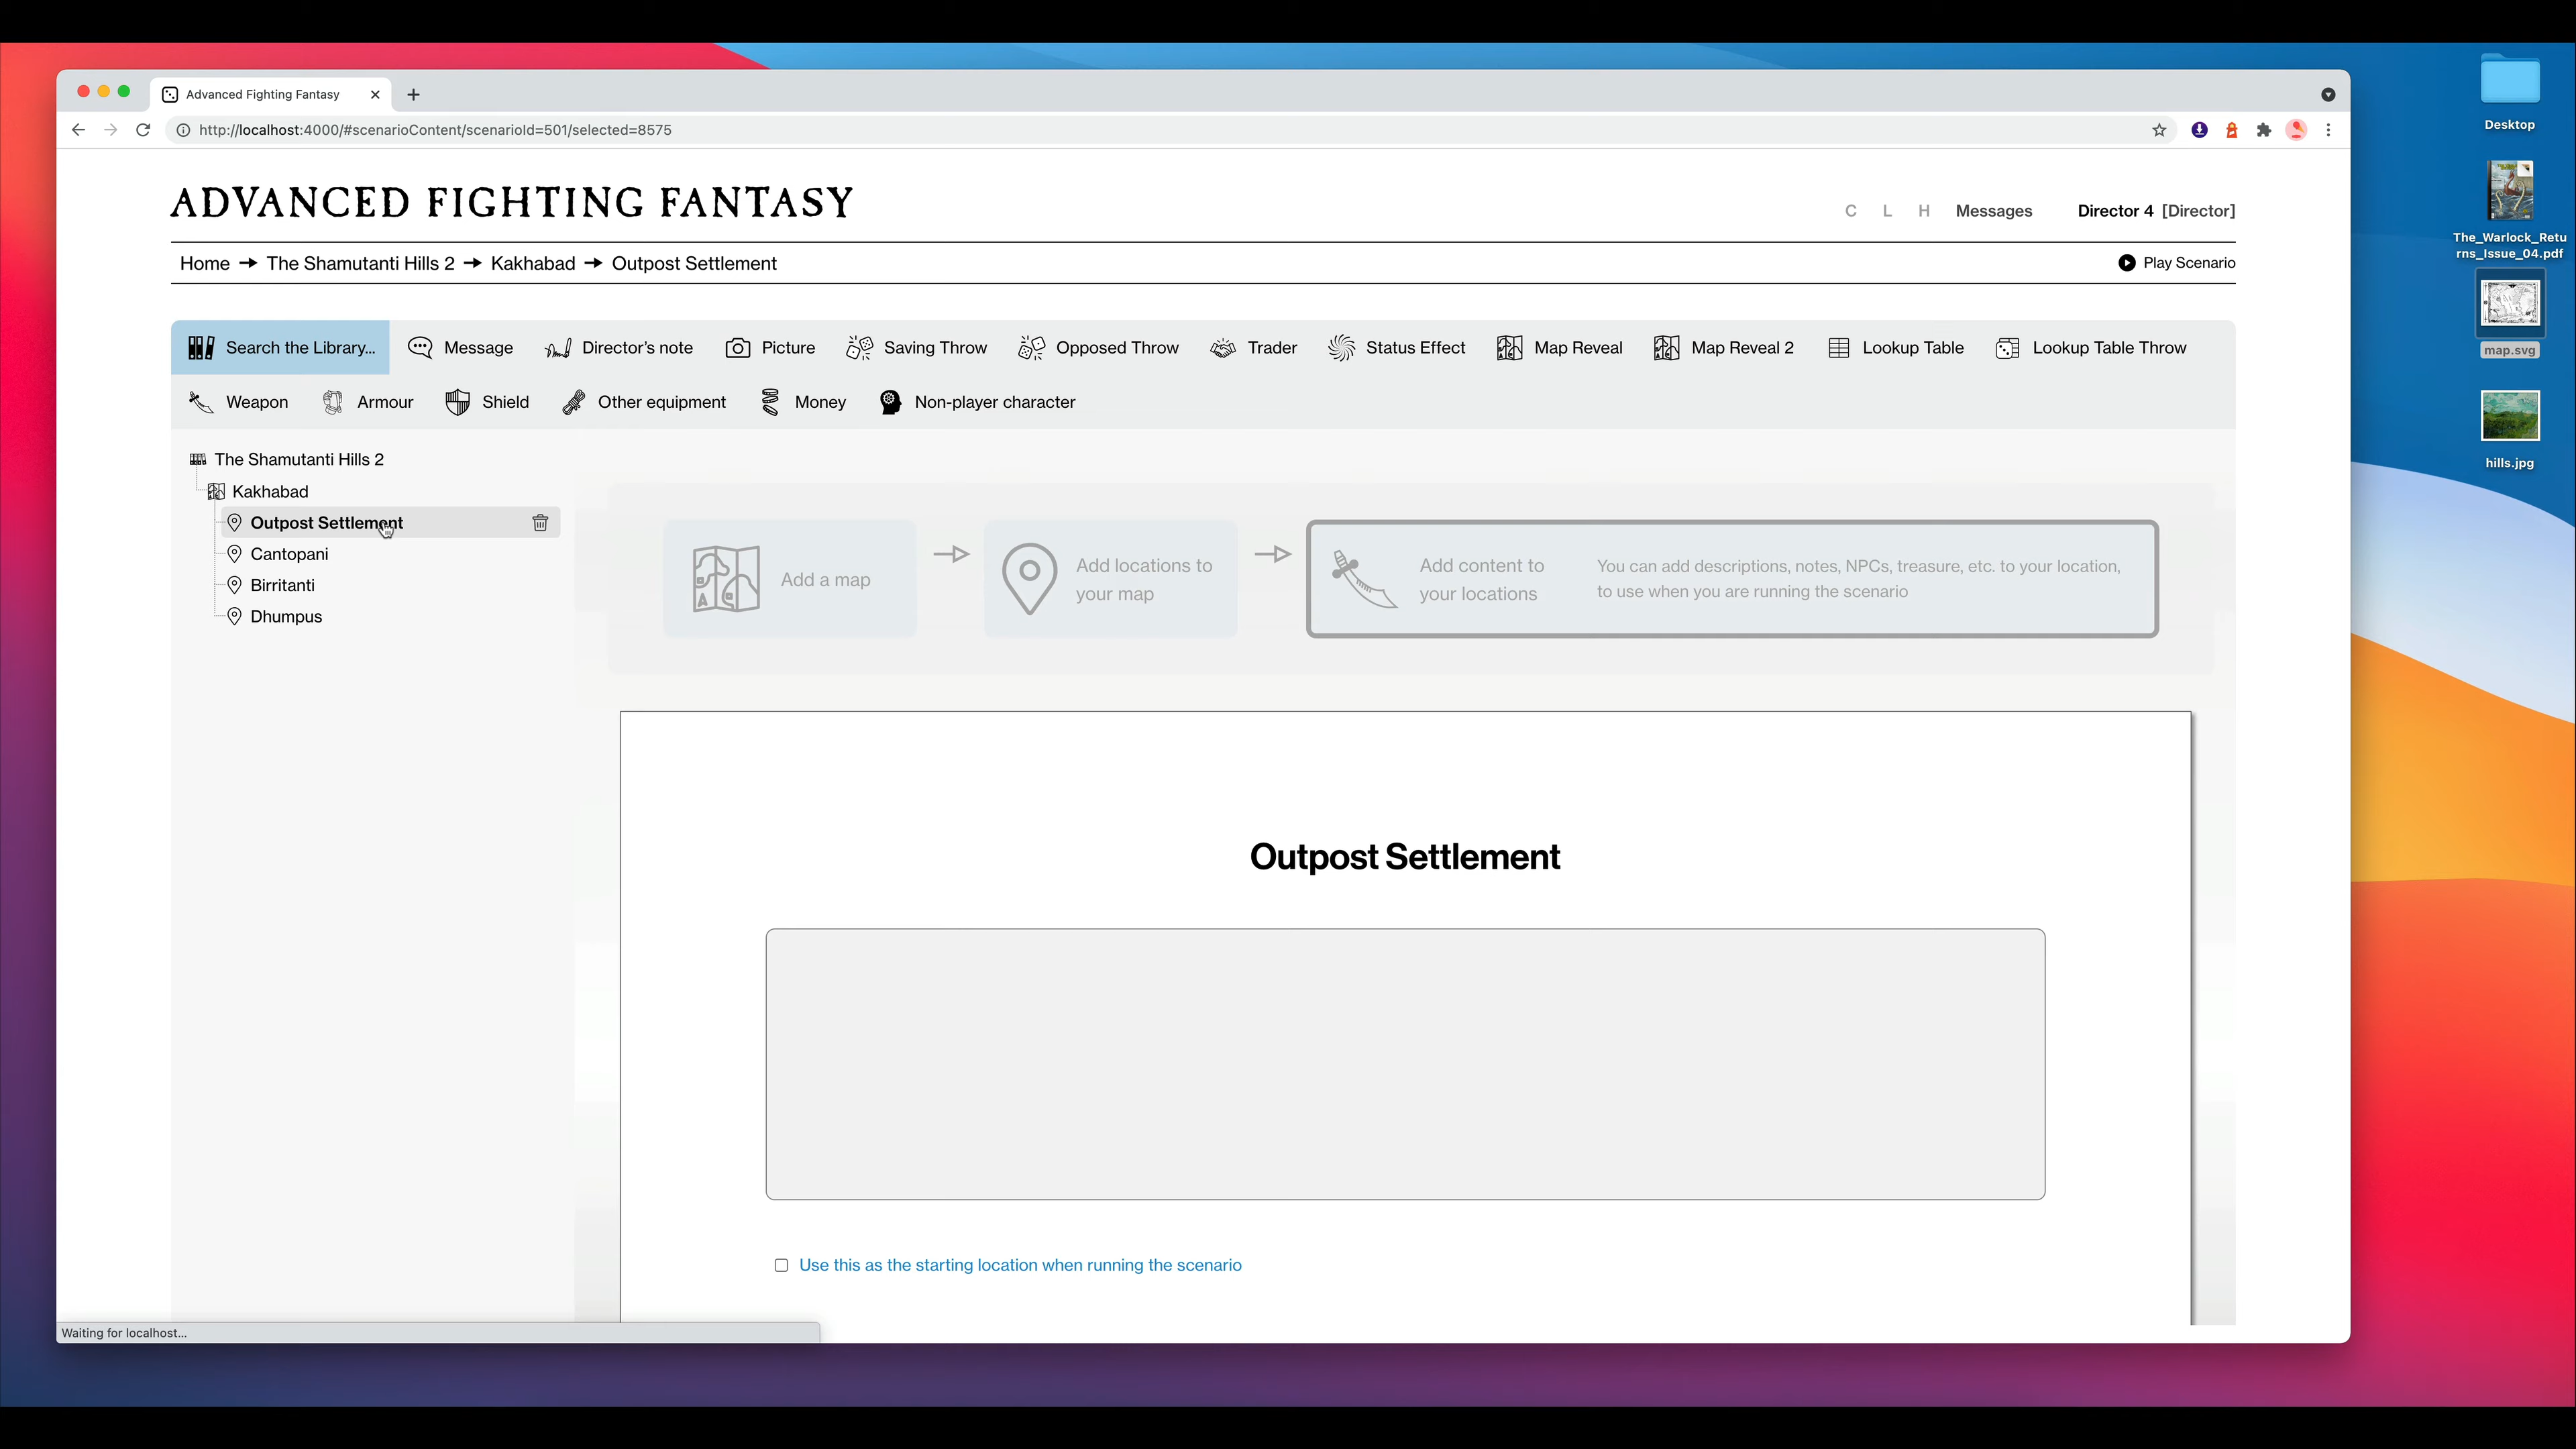 Advanced Fighting Fantasy
http://localhost:4000/#scenarioContent/scenarioId=501/selected=8575
ADVANCED FIGHTING FANTASY
C L H Messages Director 4 [Director]
Home → The Shamutanti Hills 2 → Kakhabad → Outpost Settlement
Play Scenario
Search the Library... Message Director's note Picture Saving Throw Opposed Throw Trader Status Effect Map Reveal Map Reveal 2 Lookup Table Lookup Table Throw
Weapon Armour Shield Other equipment Money Non-player character
The Shamutanti Hills 2
Kakhabad
Outpost Settlement
Cantopani
Birritanti
Dhumpus
Add a map
Add locations to
your map
Add content to
your locations
You can add descriptions, notes, NPCs, treasure, etc. to your location,
to use when you are running the scenario
Outpost Settlement
Use this as the starting location when running the scenario
Waiting for localhost...
Desktop
The_Warlock_Retu
rns_Issue_04.pdf
map.svg
hills.jpg